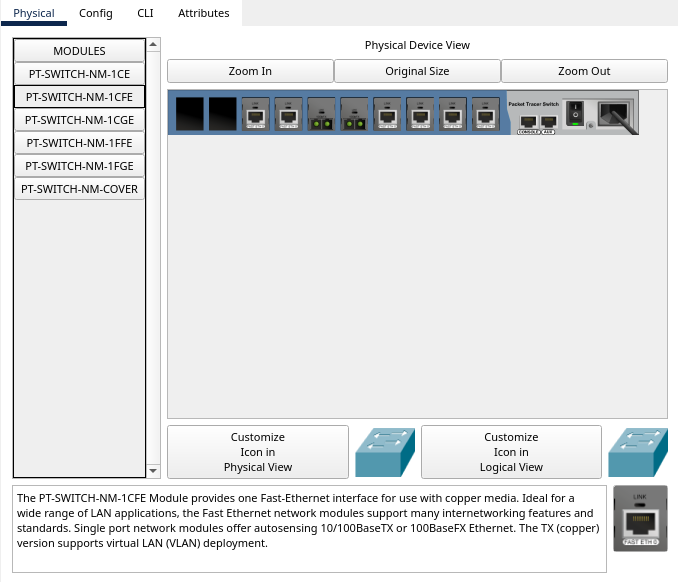 Physical
Config
CLI
Attributes
MODULES
PT-SWITCH-NM-1CE
PT-SWITCH-NM-1CFE
PT-SWITCH-NM-1CGE
PT-SWITCH-NM-1FFE
PT-SWITCH-NM-1FGE
PT-SWITCH-NM-COVER
Physical Device View
Zoom In
Original Size
Zoom Out
Packet Tracer Switch
CONSOLE
AUX
Customize
Icon in
Physical View
Customize
Icon in
Logical View
The PT-SWITCH-NM-1CFE Module provides one Fast-Ethernet interface for use with copper media. Ideal for a
wide range of LAN applications, the Fast Ethernet network modules support many internetworking features and
standards. Single port network modules offer autosensing 10/100BaseTX or 100BaseFX Ethernet. The TX (copper)
version supports virtual LAN (VLAN) deployment.
LINK
FAST ETH 0